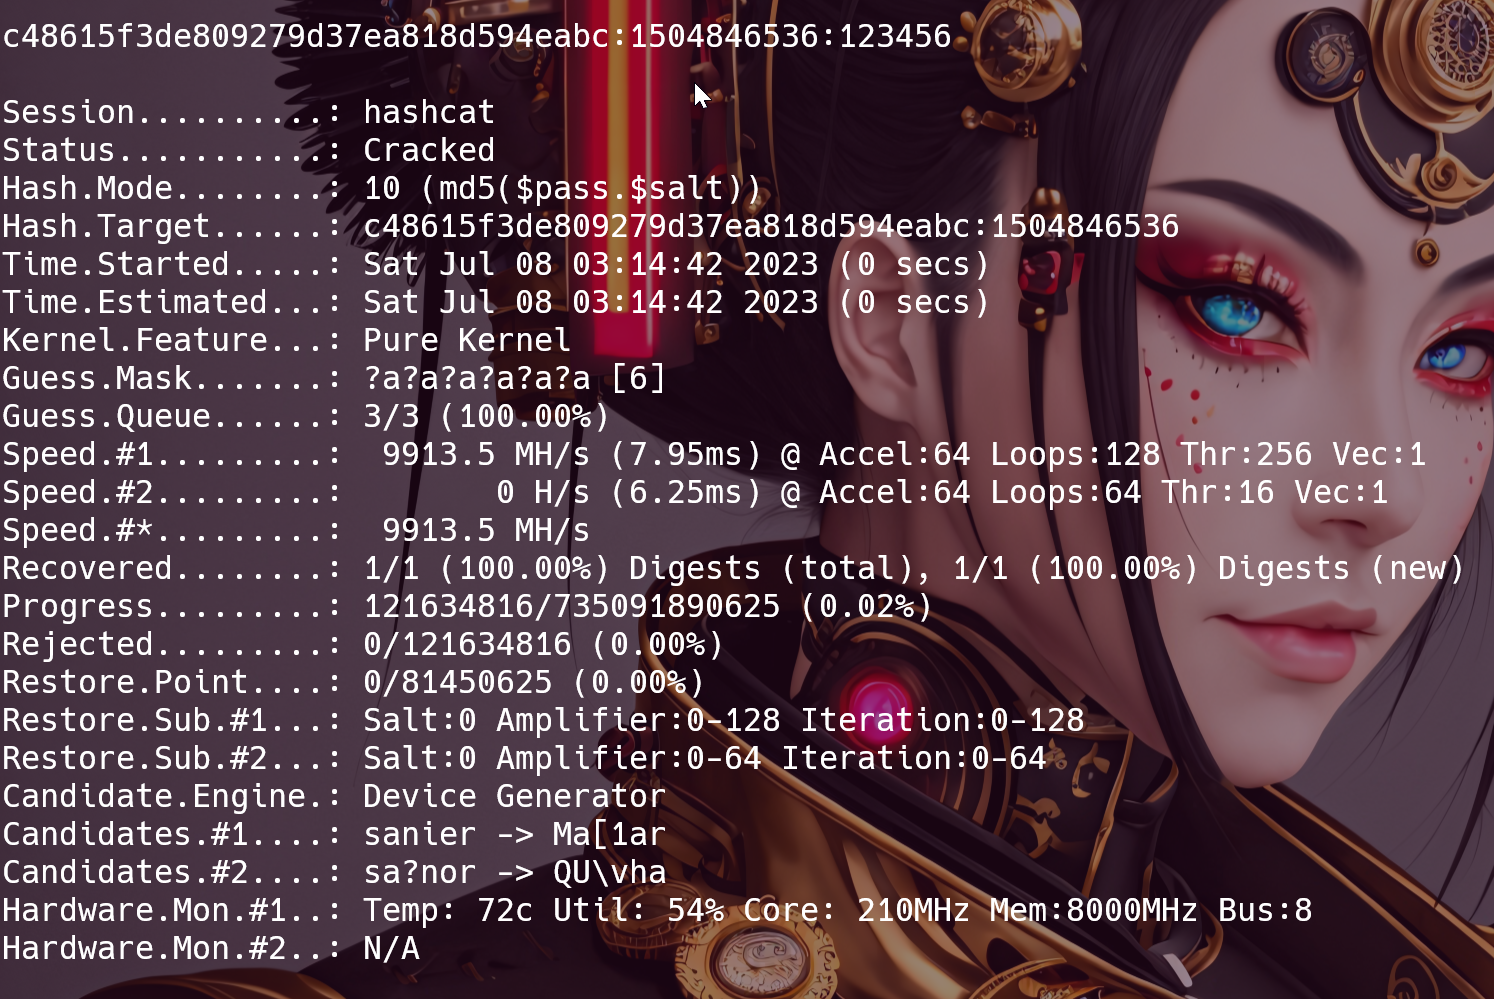 c48615f3de809279d37ea818d594eabc:1504846536:123456
Session..........: hashcat
Status...........: Cracked
Hash.Mode........: 10 (md5($pass.$salt))
Hash.Target......: c48615f3de809279d37ea818d594eabc:1504846536
Time.Started.....: Sat Jul 08 03:14:42 2023 (0 secs)
Time.Estimated...: Sat Jul 08 03:14:42 2023 (0 secs)
Kernel.Feature...: Pure Kernel
Guess.Mask.......: ?a?a?a?a?a?a [6]
Guess.Queue......: 3/3 (100.00%)
Speed.#1.........:  9913.5 MH/s (7.95ms) @ Accel:64 Loops:128 Thr:256 Vec:1
Speed.#2.........:        0 H/s (6.25ms) @ Accel:64 Loops:64 Thr:16 Vec:1
Speed.#*.........:  9913.5 MH/s
Recovered........: 1/1 (100.00%) Digests (total), 1/1 (100.00%) Digests (new)
Progress.........: 121634816/735091890625 (0.02%)
Rejected.........: 0/121634816 (0.00%)
Restore.Point....: 0/81450625 (0.00%)
Restore.Sub.#1...: Salt:0 Amplifier:0-128 Iteration:0-128
Restore.Sub.#2...: Salt:0 Amplifier:0-64 Iteration:0-64
Candidate.Engine.: Device Generator
Candidates.#1....: sanier -> Ma[1ar
Candidates.#2....: sa?nor -> QU\vha
Hardware.Mon.#1..: Temp: 72c Util: 54% Core: 210MHz Mem:8000MHz Bus:8
Hardware.Mon.#2..: N/A